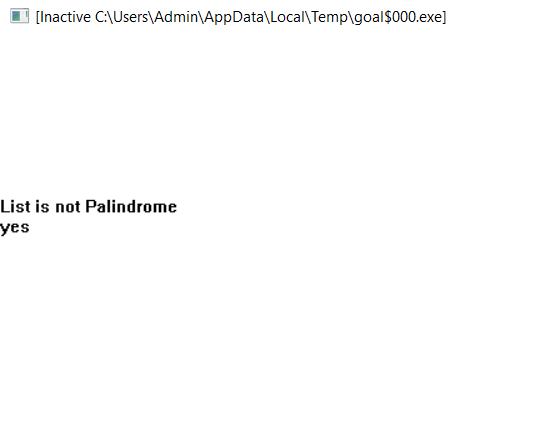 [Inactive C:\Users\Admin\AppData\Local\Temp\goal$000.exe]
List is not Palindrome
yes